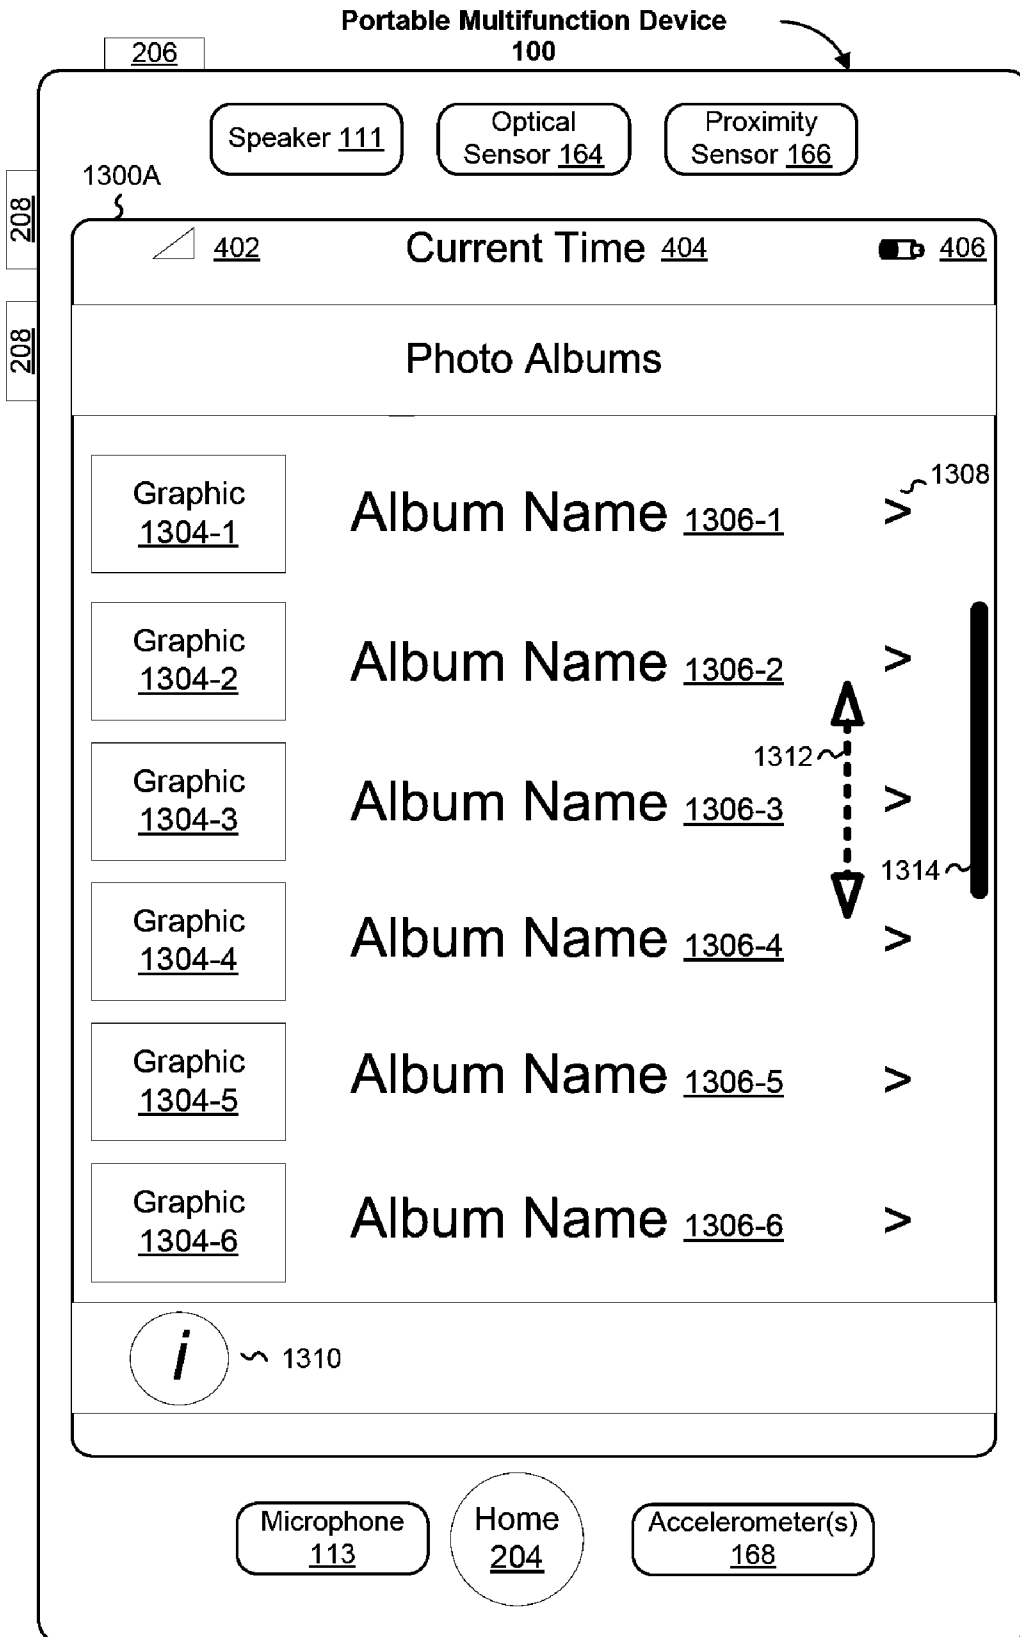 Portable Multifunction Device
100
206
Speaker 111
Optical
Sensor 164
Proximity
Sensor 166
1300A
208
208
402
Current Time 404
406
Photo Albums
Graphic
1304-1
Album Name 1306-1
>
1308
Graphic
1304-2
Album Name 1306-2
>
1312
Graphic
1304-3
Album Name 1306-3
>
1314
Graphic
1304-4
Album Name 1306-4
>
Graphic
1304-5
Album Name 1306-5
>
Graphic
1304-6
Album Name 1306-6
>
i
1310
Microphone
113
Home
204
Accelerometer(s)
168